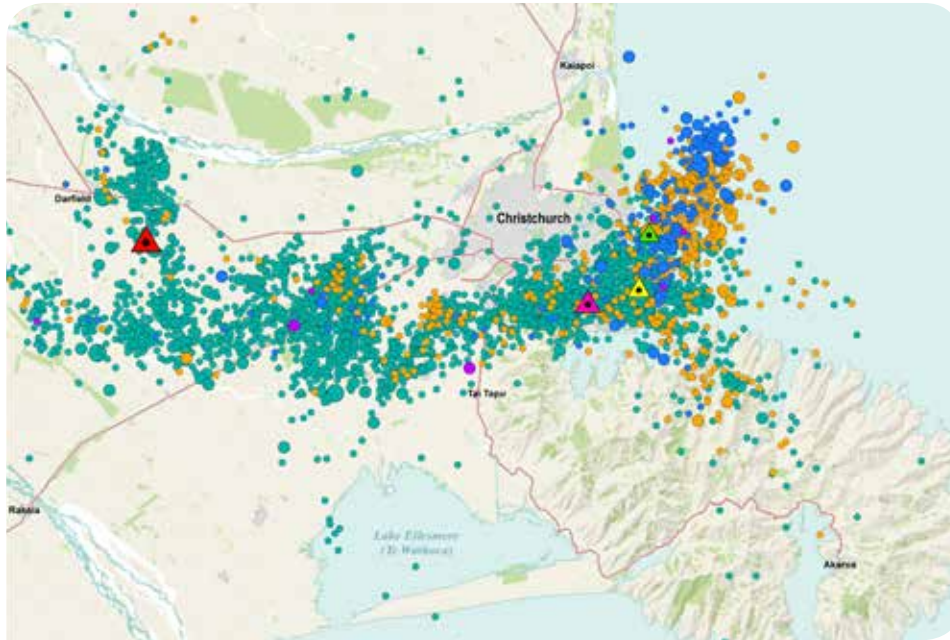 Kaiapoi
Darfield
Christchurch
Tai Tapu
Rakaia
Lake Ellesmere
(Te Waihora)
Akaroa